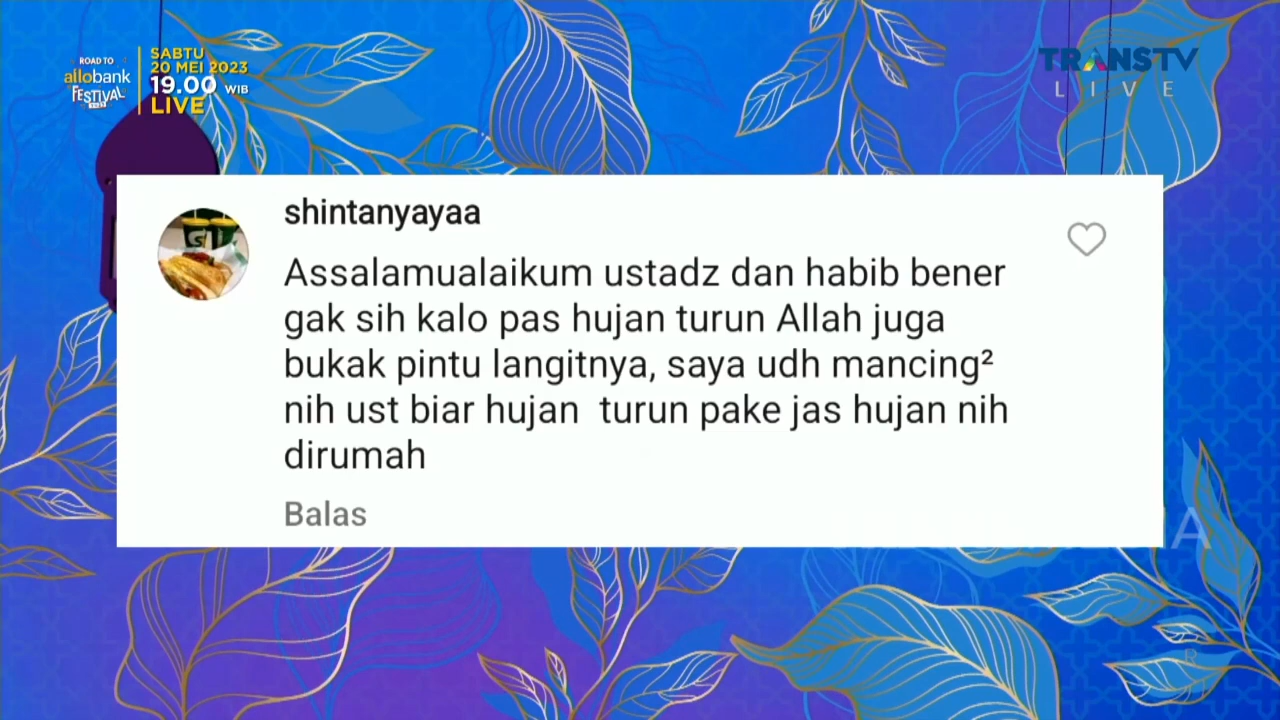 ROAD TO
allobank
FESTIVAL
SABTU
20 MEI 2023
19.00 WIB
LIVE
TRANSTV
LIVE
shintanyayaa
Assalamualaikum ustadz dan habib bener
gak sih kalo pas hujan turun Allah juga
bukak pintu langitnya, saya udh mancing²
nih ust biar hujan  turun pake jas hujan nih
dirumah
Balas